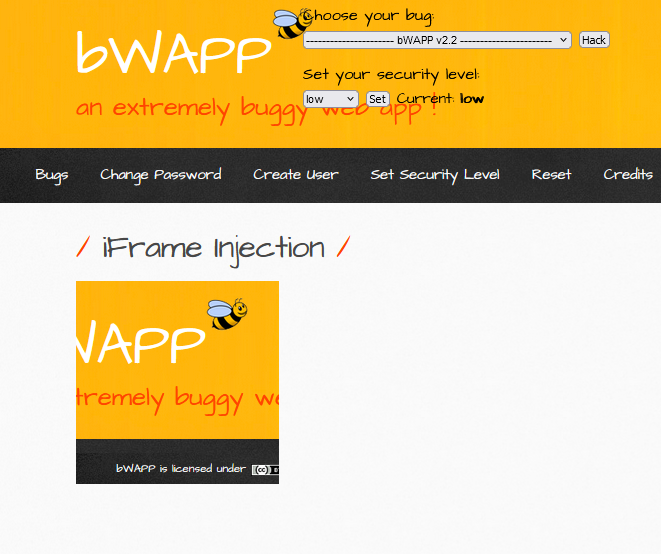 bWAPP
an extremely buggy web app !
Choose your bug:
---------------------- bWAPP v2.2 -----------------------
Hack
Set your security level:
low
Set
Current: low
Bugs
Change Password
Create User
Set Security Level
Reset
Credits
/ iFrame Injection /
WAPP
tremely buggy we
bWAPP is licensed under
(cc)